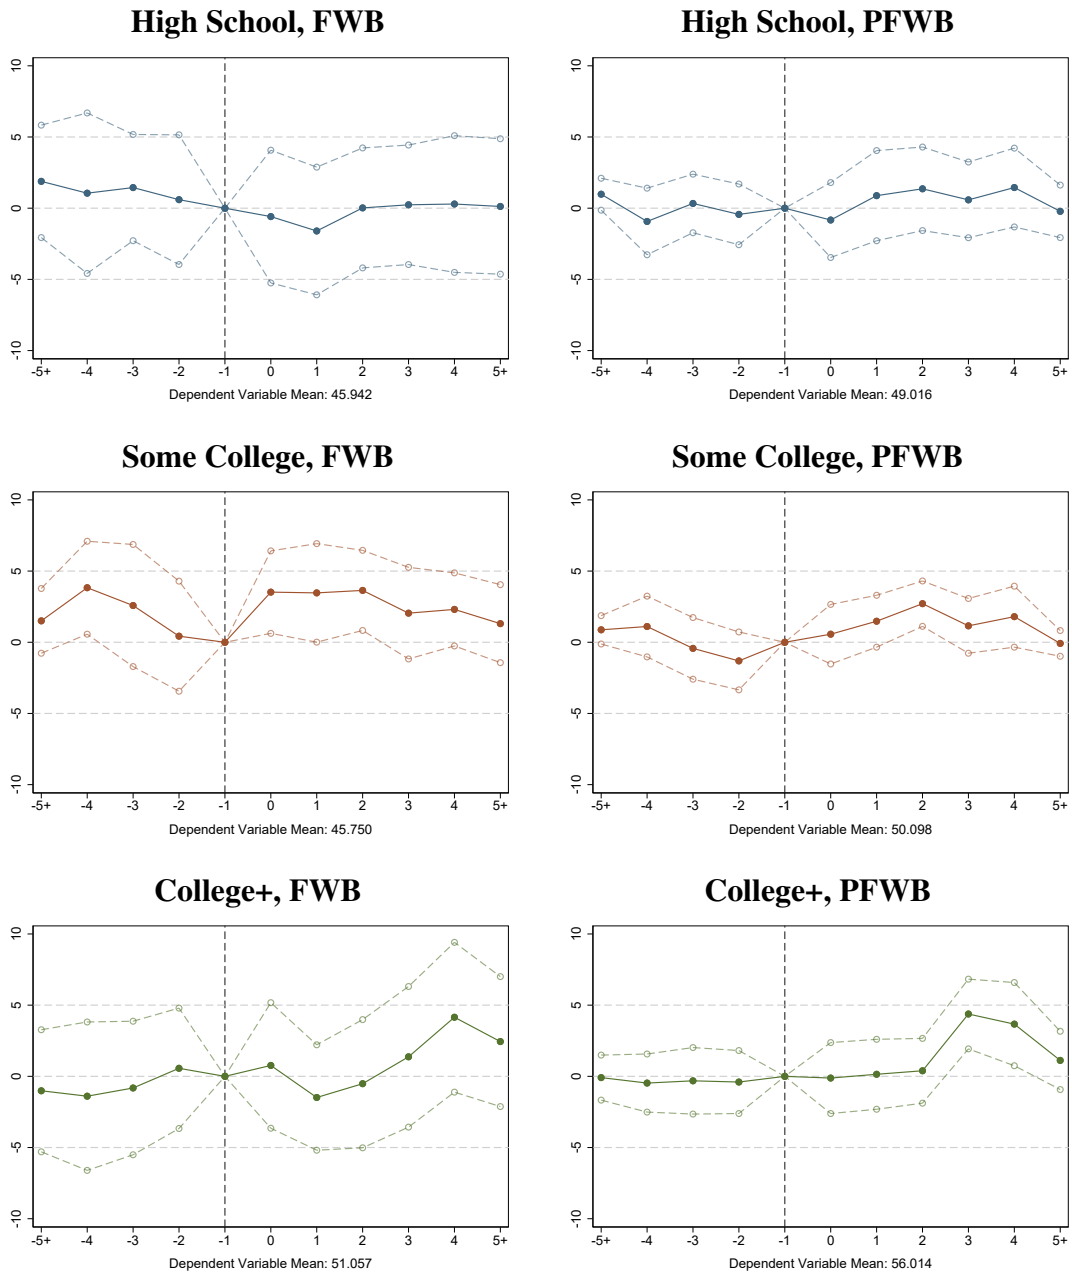 High School, FWB
10
5
0
-5
-10
-5+ -4 -3 -2 -1 0 1 2 3 4 5+
Dependent Variable Mean: 45.942
High School, PFWB
10
5
0
-5
-10
-5+ -4 -3 -2 -1 0 1 2 3 4 5+
Dependent Variable Mean: 49.016
Some College, FWB
10
5
0
-5
-10
-5+ -4 -3 -2 -1 0 1 2 3 4 5+
Dependent Variable Mean: 45.750
Some College, PFWB
10
5
0
-5
-10
-5+ -4 -3 -2 -1 0 1 2 3 4 5+
Dependent Variable Mean: 50.098
College+, FWB
10
5
0
-5
-10
-5+ -4 -3 -2 -1 0 1 2 3 4 5+
Dependent Variable Mean: 51.057
College+, PFWB
10
5
0
-5
-10
-5+ -4 -3 -2 -1 0 1 2 3 4 5+
Dependent Variable Mean: 56.014